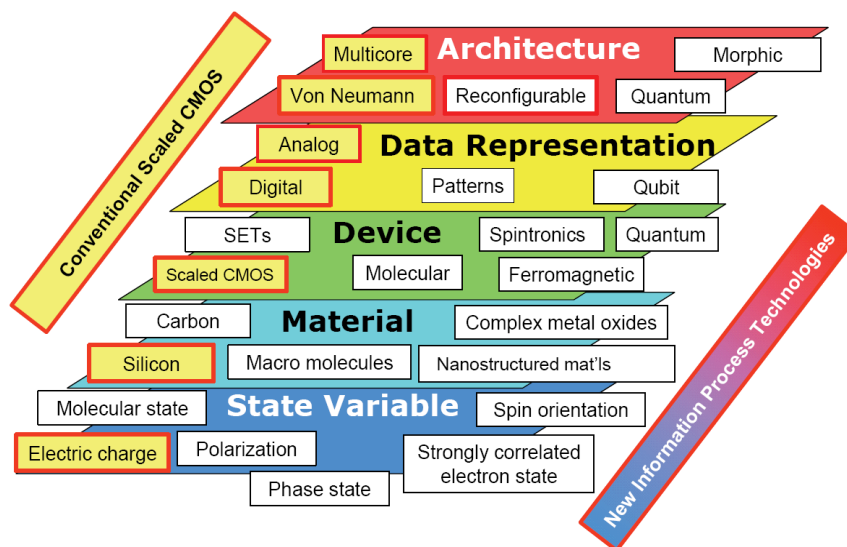 Conventional Scaled CMOS
Multicore
Architecture
Morphic
Von Neumann
Reconfigurable
Quantum
Analog
Data Representation
Digital
Patterns
Qubit
SETs
Device
Spintronics
Quantum
Scaled CMOS
Molecular
Ferromagnetic
Carbon
Material
Complex metal oxides
Silicon
Macro molecules
Nanostructured mat'ls
Molecular state
State Variable
Spin orientation
Electric charge
Polarization
Strongly correlated
electron state
Phase state
New Information Process Technologies